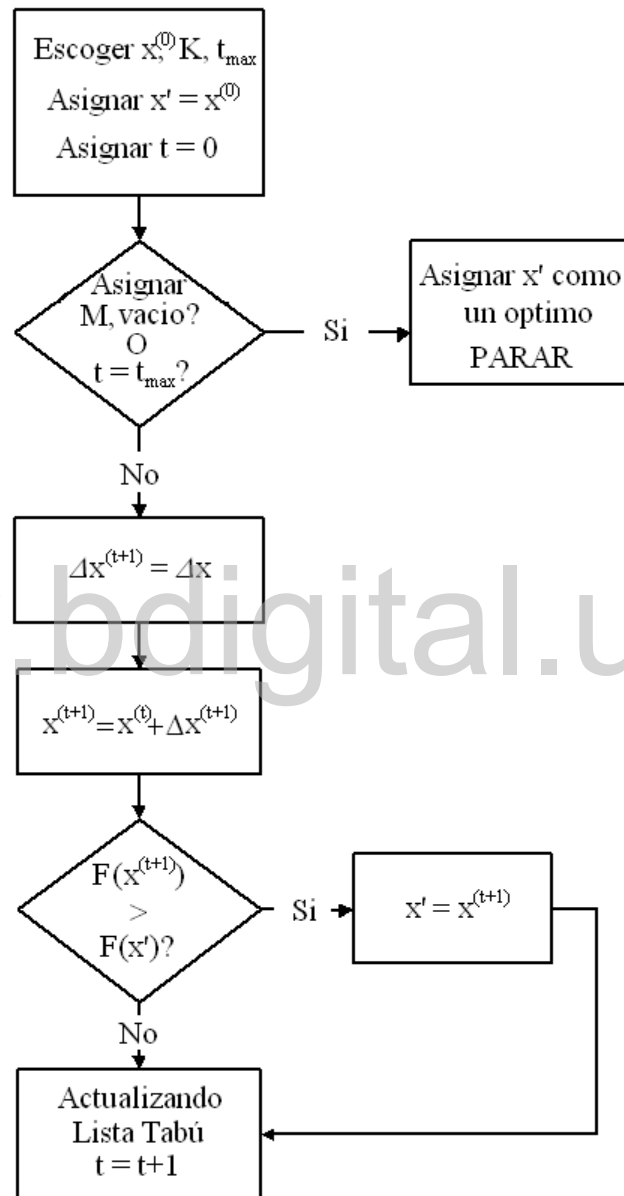 Escoger x,⁽⁰⁾ K, tₘₐₓ
Asignar x' = x⁽⁰⁾
Asignar t = 0
Asignar
M, vacio?
O
t = tₘₐₓ?
Si
Asignar x' como
un optimo
PARAR
No
Δx⁽ᵗ⁺¹⁾ = Δx
.bdigital.u
x⁽ᵗ⁺¹⁾ = x⁽ᵗ⁾ + Δx⁽ᵗ⁺¹⁾
F(x⁽ᵗ⁺¹⁾)
>
F(x')?
Si
x' = x⁽ᵗ⁺¹⁾
No
Actualizando
Lista Tabú
t = t+1